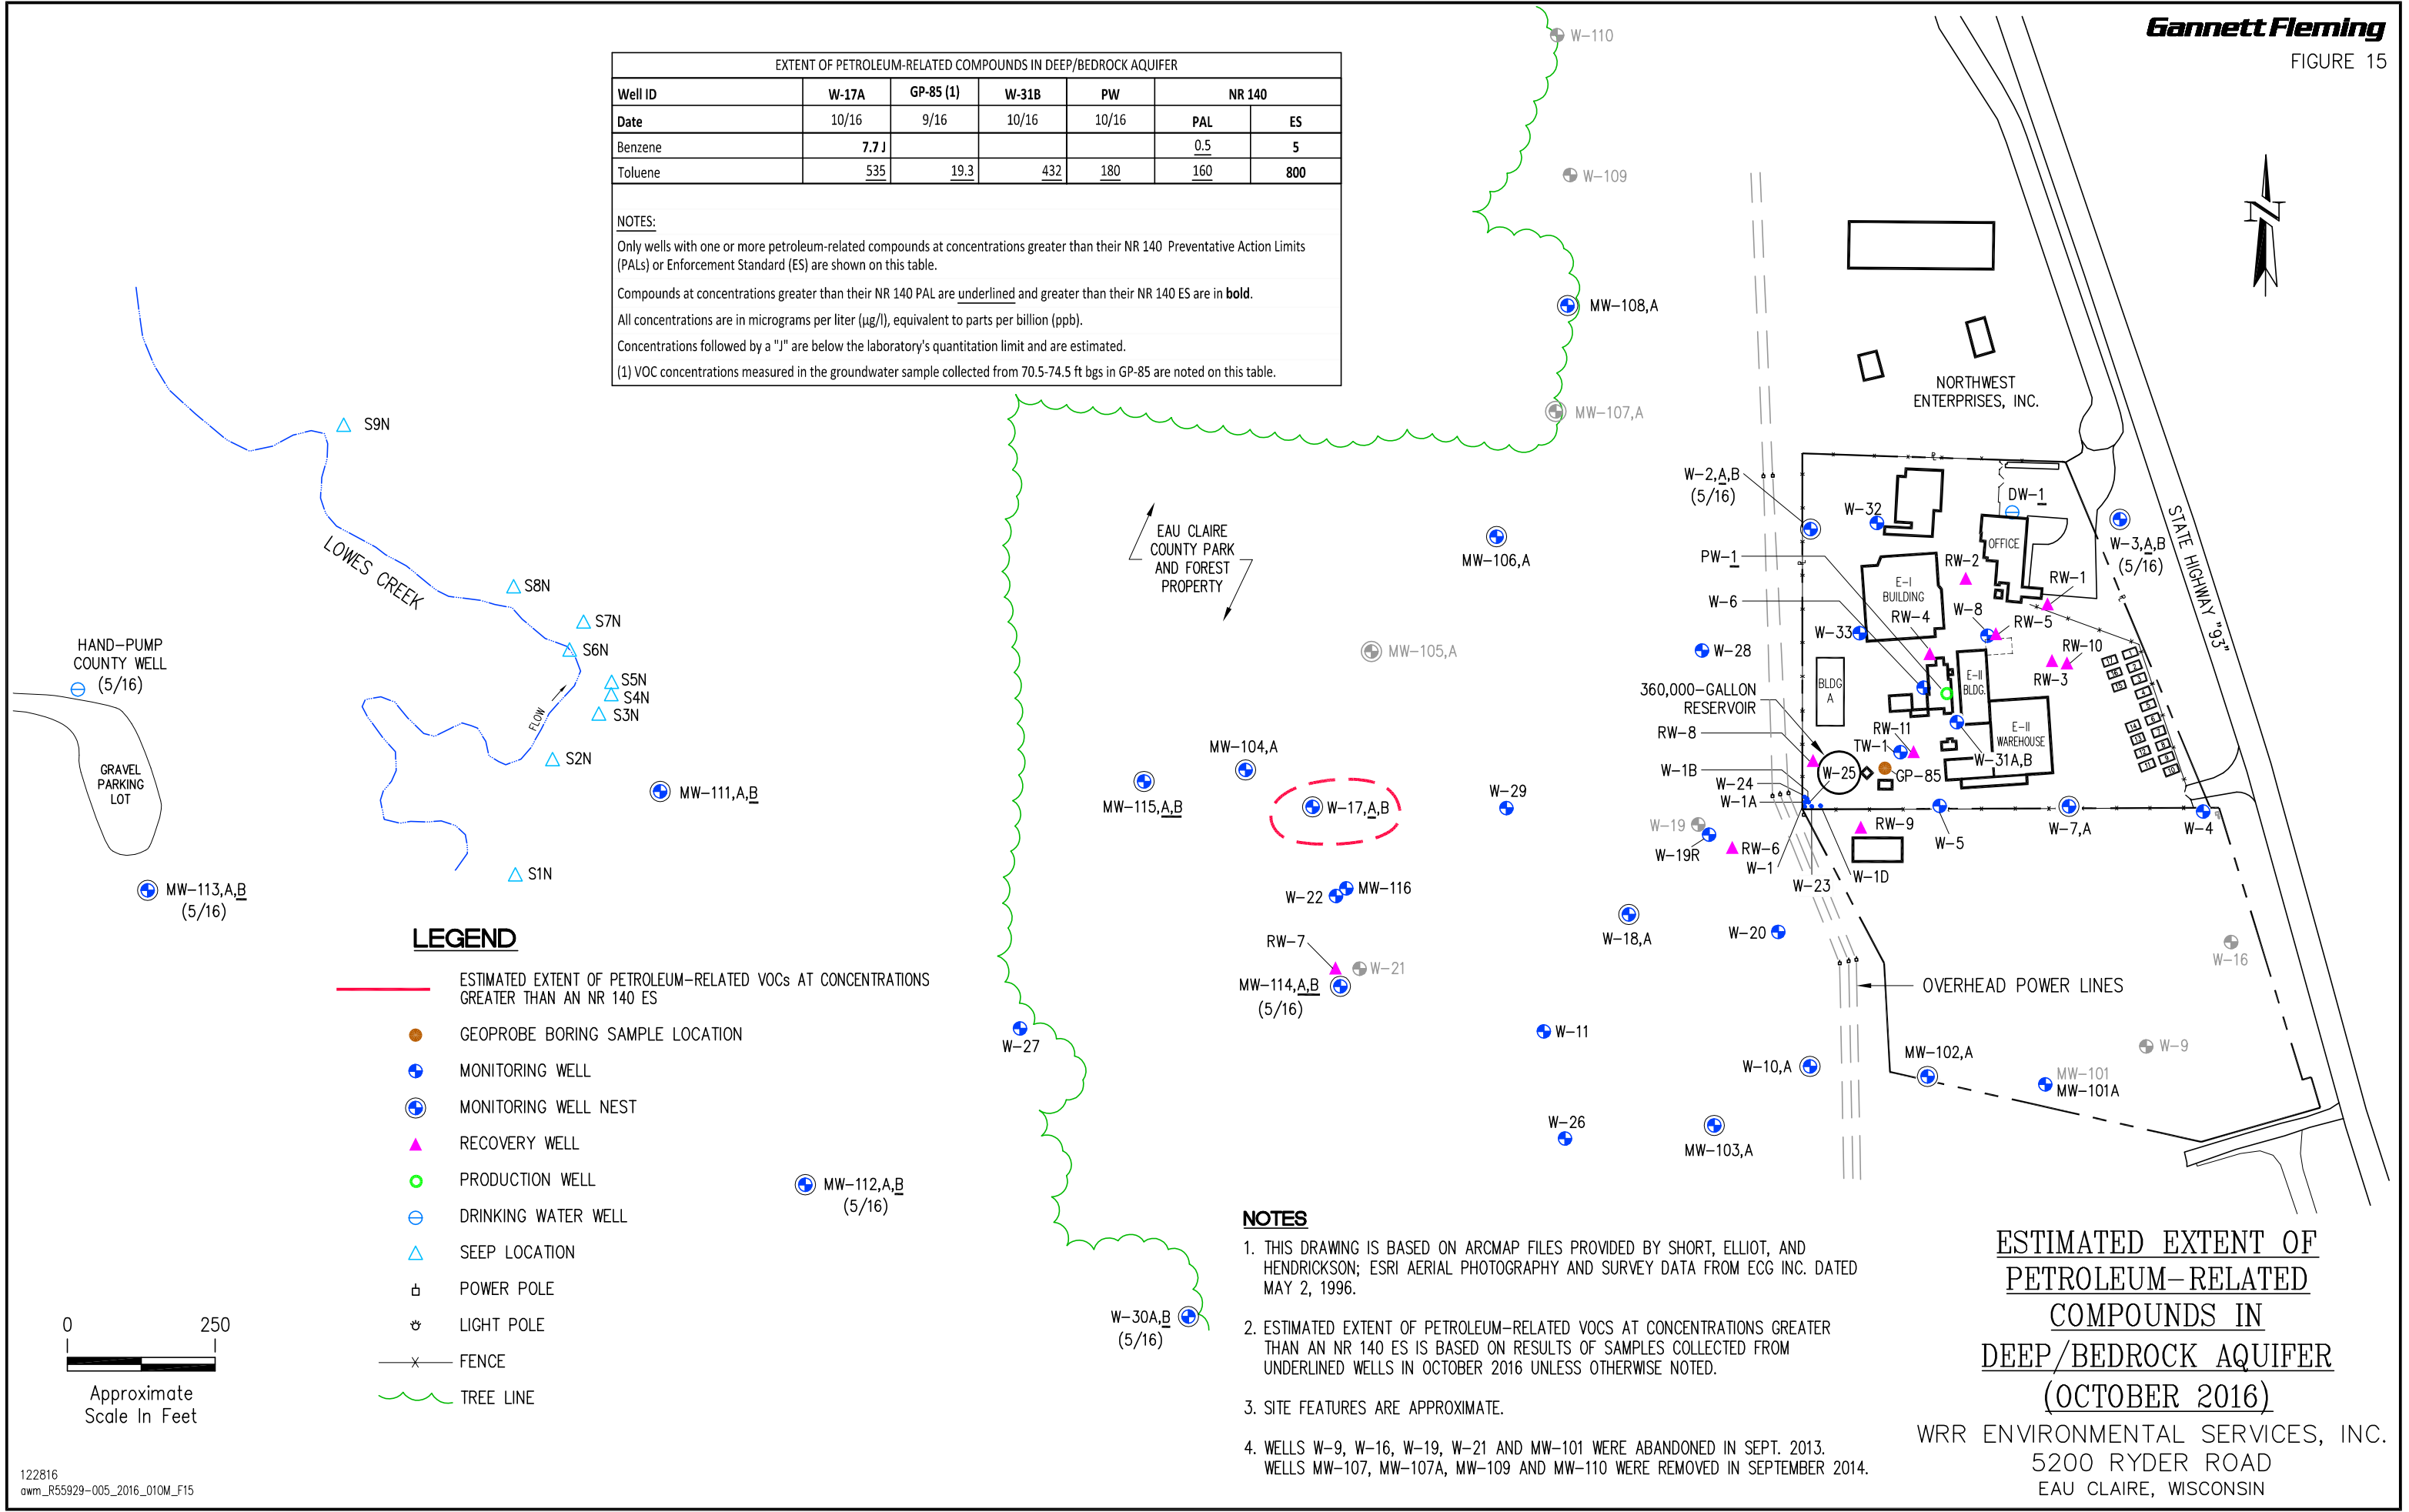 Gannett Fleming
FIGURE 15
EXTENT OF PETROLEUM-RELATED COMPOUNDS IN DEEP/BEDROCK AQUIFER
Well ID W-17A GP-85 (1) W-31B PW NR 140
Date 10/16 9/16 10/16 10/16 PAL ES
Benzene 7.7 J 0.5 5
Toluene 535 19.3 432 180 160 800
NOTES:
Only wells with one or more petroleum-related compounds at concentrations greater than their NR 140 Preventative Action Limits
(PALs) or Enforcement Standard (ES) are shown on this table.
Compounds at concentrations greater than their NR 140 PAL are underlined and greater than their NR 140 ES are in bold.
All concentrations are in micrograms per liter (µg/l), equivalent to parts per billion (ppb).
Concentrations followed by a "J" are below the laboratory's quantitation limit and are estimated.
(1) VOC concentrations measured in the groundwater sample collected from 70.5-74.5 ft bgs in GP-85 are noted on this table.
W-110
W-109
MW-108,A
MW-107,A
N
NORTHWEST
ENTERPRISES, INC.
STATE HIGHWAY "93"
S9N
LOWES CREEK
S8N
S7N
S6N
S5N
S4N
S3N
FLOW
S2N
S1N
HAND-PUMP
COUNTY WELL
(5/16)
GRAVEL
PARKING
LOT
MW-113,A,B
(5/16)
MW-111,A,B
MW-112,A,B
(5/16)
EAU CLAIRE
COUNTY PARK
AND FOREST
PROPERTY
MW-106,A
MW-105,A
MW-104,A
MW-115,A,B
W-17,A,B
W-29
W-22
MW-116
RW-7
W-21
MW-114,A,B
(5/16)
W-27
W-30A,B
(5/16)
W-11
W-26
W-18,A
W-20
W-10,A
MW-103,A
MW-102,A
MW-101
MW-101A
W-9
W-16
OVERHEAD POWER LINES
W-2,A,B
(5/16)
W-32
DW-1
OFFICE
W-3,A,B
(5/16)
PW-1
E-I
BUILDING
RW-2
RW-1
W-6
RW-4
W-8
RW-5
W-33
W-28
RW-10
RW-3
BLDG
A
E-II
BLDG.
360,000-GALLON
RESERVOIR
RW-8
RW-11
TW-1
E-II
WAREHOUSE
W-31A,B
W-25
GP-85
W-1B
W-24
W-1A
W-19
W-19R
RW-6
W-1
W-23
W-1D
RW-9
W-5
W-7,A
W-4
LEGEND
ESTIMATED EXTENT OF PETROLEUM-RELATED VOCs AT CONCENTRATIONS
GREATER THAN AN NR 140 ES
GEOPROBE BORING SAMPLE LOCATION
MONITORING WELL
MONITORING WELL NEST
RECOVERY WELL
PRODUCTION WELL
DRINKING WATER WELL
SEEP LOCATION
POWER POLE
LIGHT POLE
FENCE
TREE LINE
0 250
Approximate
Scale In Feet
122816
awm_R55929-005_2016_010M_F15
NOTES
1. THIS DRAWING IS BASED ON ARCMAP FILES PROVIDED BY SHORT, ELLIOT, AND
HENDRICKSON; ESRI AERIAL PHOTOGRAPHY AND SURVEY DATA FROM ECG INC. DATED
MAY 2, 1996.
2. ESTIMATED EXTENT OF PETROLEUM-RELATED VOCS AT CONCENTRATIONS GREATER
THAN AN NR 140 ES IS BASED ON RESULTS OF SAMPLES COLLECTED FROM
UNDERLINED WELLS IN OCTOBER 2016 UNLESS OTHERWISE NOTED.
3. SITE FEATURES ARE APPROXIMATE.
4. WELLS W-9, W-16, W-19, W-21 AND MW-101 WERE ABANDONED IN SEPT. 2013.
WELLS MW-107, MW-107A, MW-109 AND MW-110 WERE REMOVED IN SEPTEMBER 2014.
ESTIMATED EXTENT OF
PETROLEUM-RELATED
COMPOUNDS IN
DEEP/BEDROCK AQUIFER
(OCTOBER 2016)
WRR ENVIRONMENTAL SERVICES, INC.
5200 RYDER ROAD
EAU CLAIRE, WISCONSIN